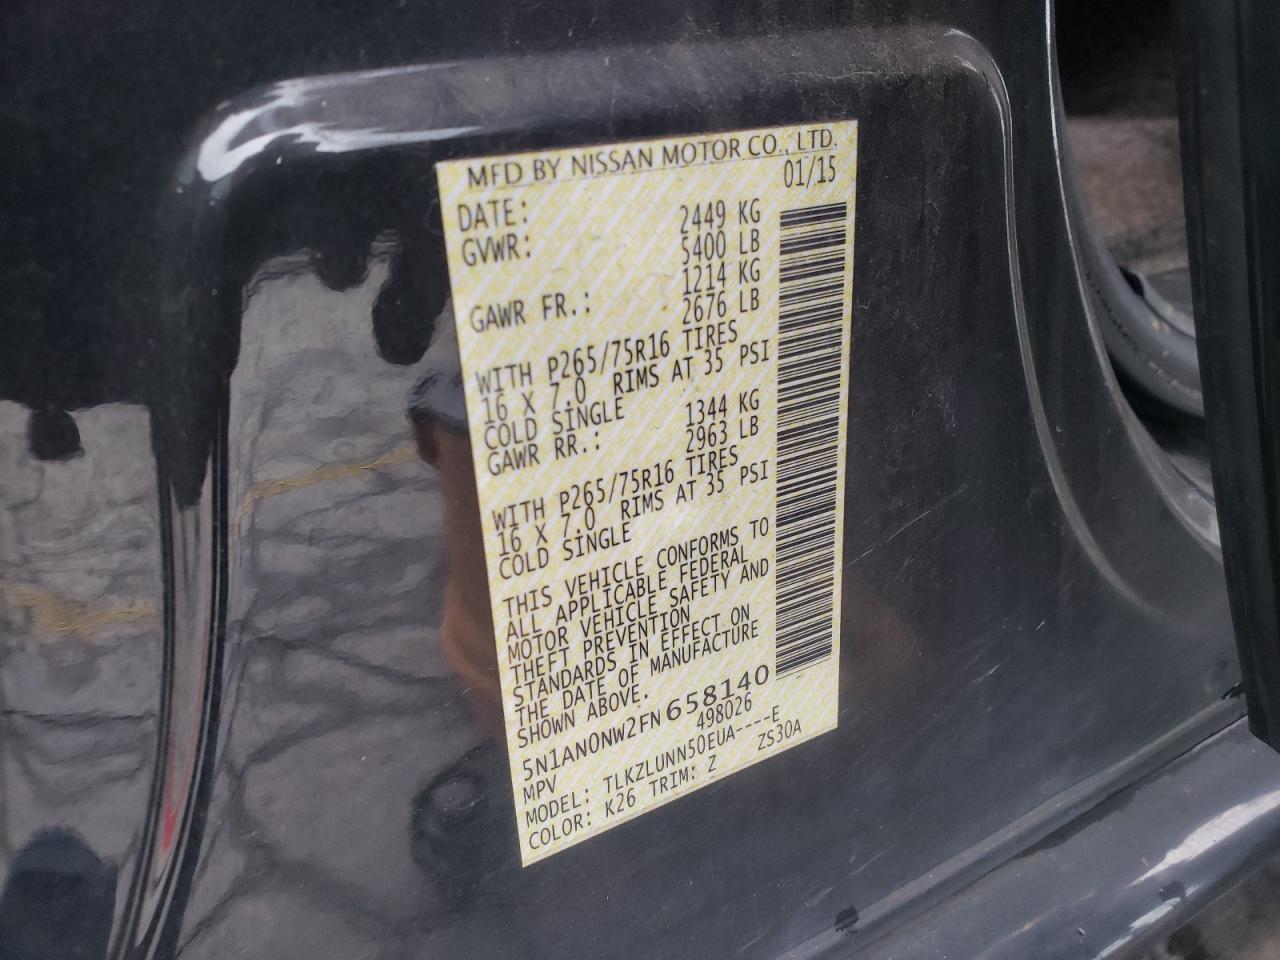 MFD BY NISSAN MOTOR CO., LTD.
DATE: 01/15
GVWR: 2449 KG
5400 LB
GAWR FR.: 1214 KG
2676 LB
WITH P265/75R16 TIRES
16 X 7.0 RIMS AT 35 PSI
COLD SINGLE
GAWR RR.: 1344 KG
2963 LB
WITH P265/75R16 TIRES
16 X 7.0 RIMS AT 35 PSI
COLD SINGLE
THIS VEHICLE CONFORMS TO
ALL APPLICABLE FEDERAL
MOTOR VEHICLE SAFETY AND
THEFT PREVENTION
STANDARDS IN EFFECT ON
THE DATE OF MANUFACTURE
SHOWN ABOVE.
5N1AN0NW2FN658140
MPV 498026
MODEL: TLKZLUNN50EUA----E
COLOR: K26 TRIM: Z ZS30A